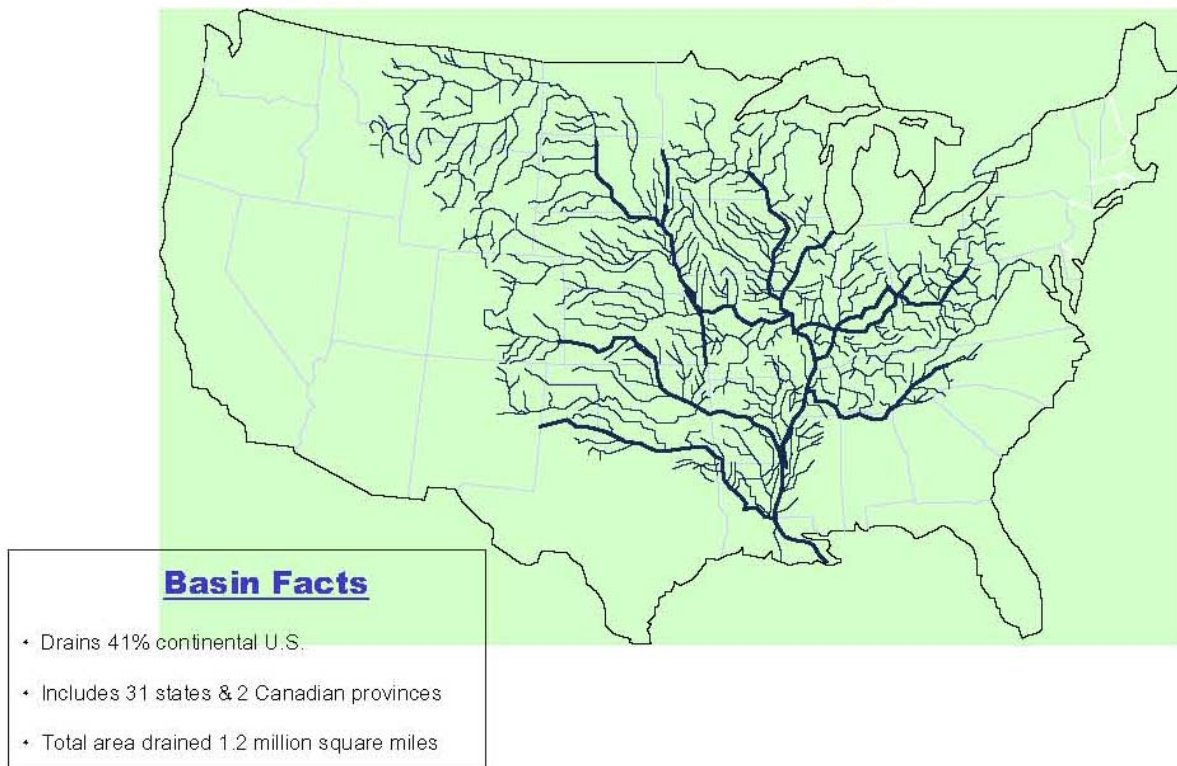 Basin Facts
• Drains 41% continental U.S.
• Includes 31 states & 2 Canadian provinces
• Total area drained 1.2 million square miles